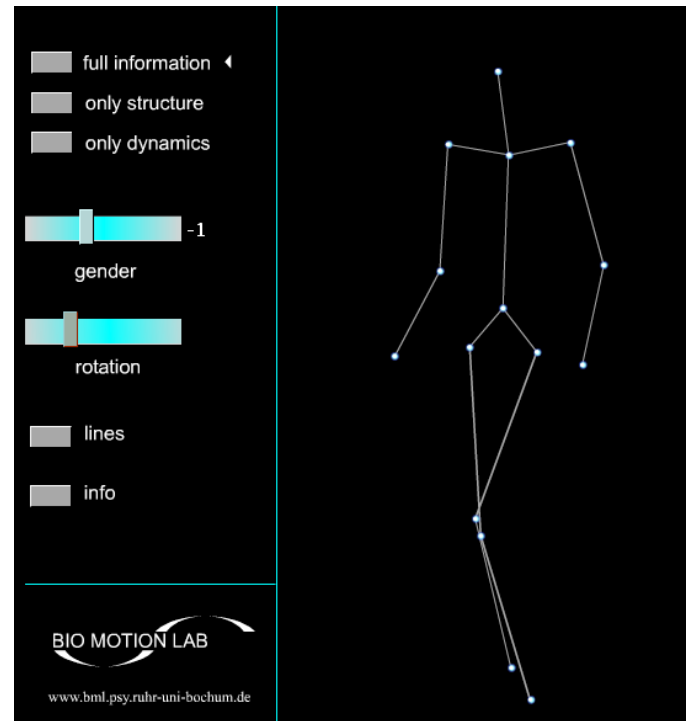 full information
only structure
only dynamics
-1
gender
rotation
lines
info
BIO MOTION LAB
www.bml.psy.ruhr-uni-bochum.de